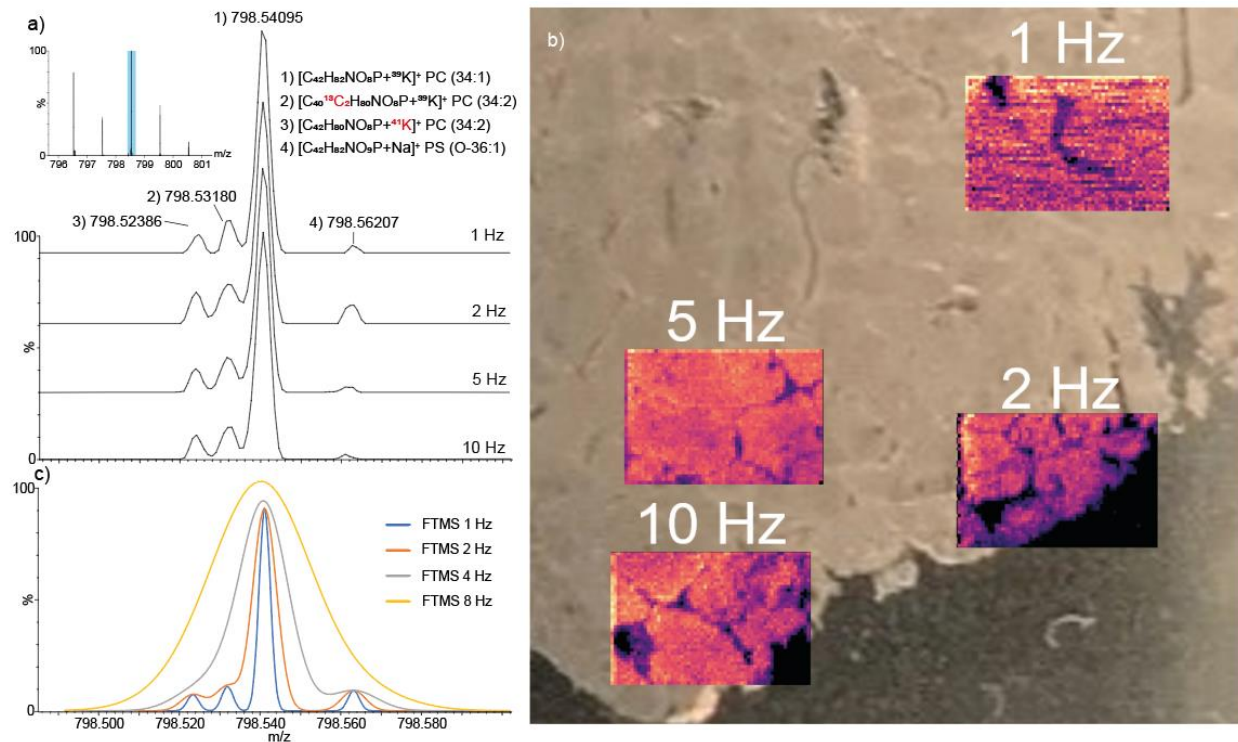 a)
1) 798.54095
100
%
0
796 797 798 799 800 801 m/z
1) [C₄₂H₈₂NO₈P+³⁹K]⁺ PC (34:1)
2) [C₄₀¹³C₂H₈₀NO₈P+³⁹K]⁺ PC (34:2)
3) [C₄₂H₈₀NO₈P+⁴¹K]⁺ PC (34:2)
4) [C₄₂H₈₂NO₉P+Na]⁺ PS (O-36:1)
2) 798.53180
3) 798.52386
4) 798.56207
100
%
0
1 Hz
2 Hz
5 Hz
10 Hz
c)
100
%
0
FTMS 1 Hz
FTMS 2 Hz
FTMS 4 Hz
FTMS 8 Hz
798.500 798.520 798.540 798.560 798.580
m/z
b)
1 Hz
5 Hz
2 Hz
10 Hz